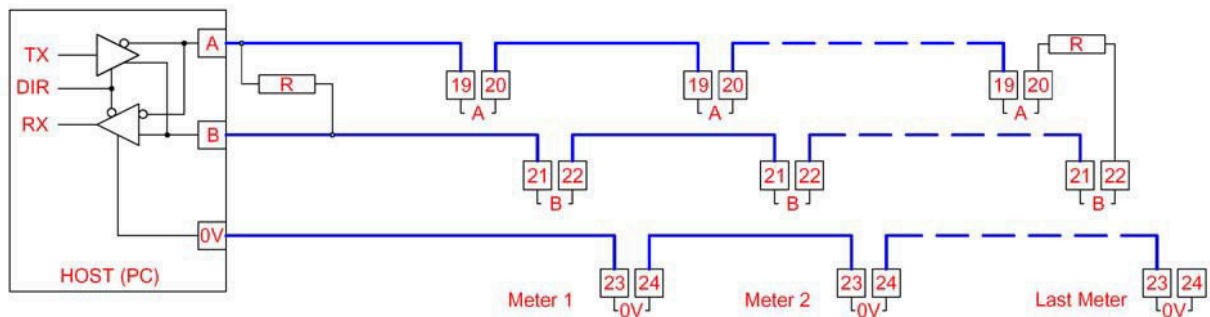 TX
DIR
RX
A
B
0V
HOST (PC)
R
19 20
A
19 20
A
19 20
A
R
21 22
B
21 22
B
21 22
B
23 24
0V
Meter 1
23 24
0V
Meter 2
23 24
0V
Last Meter